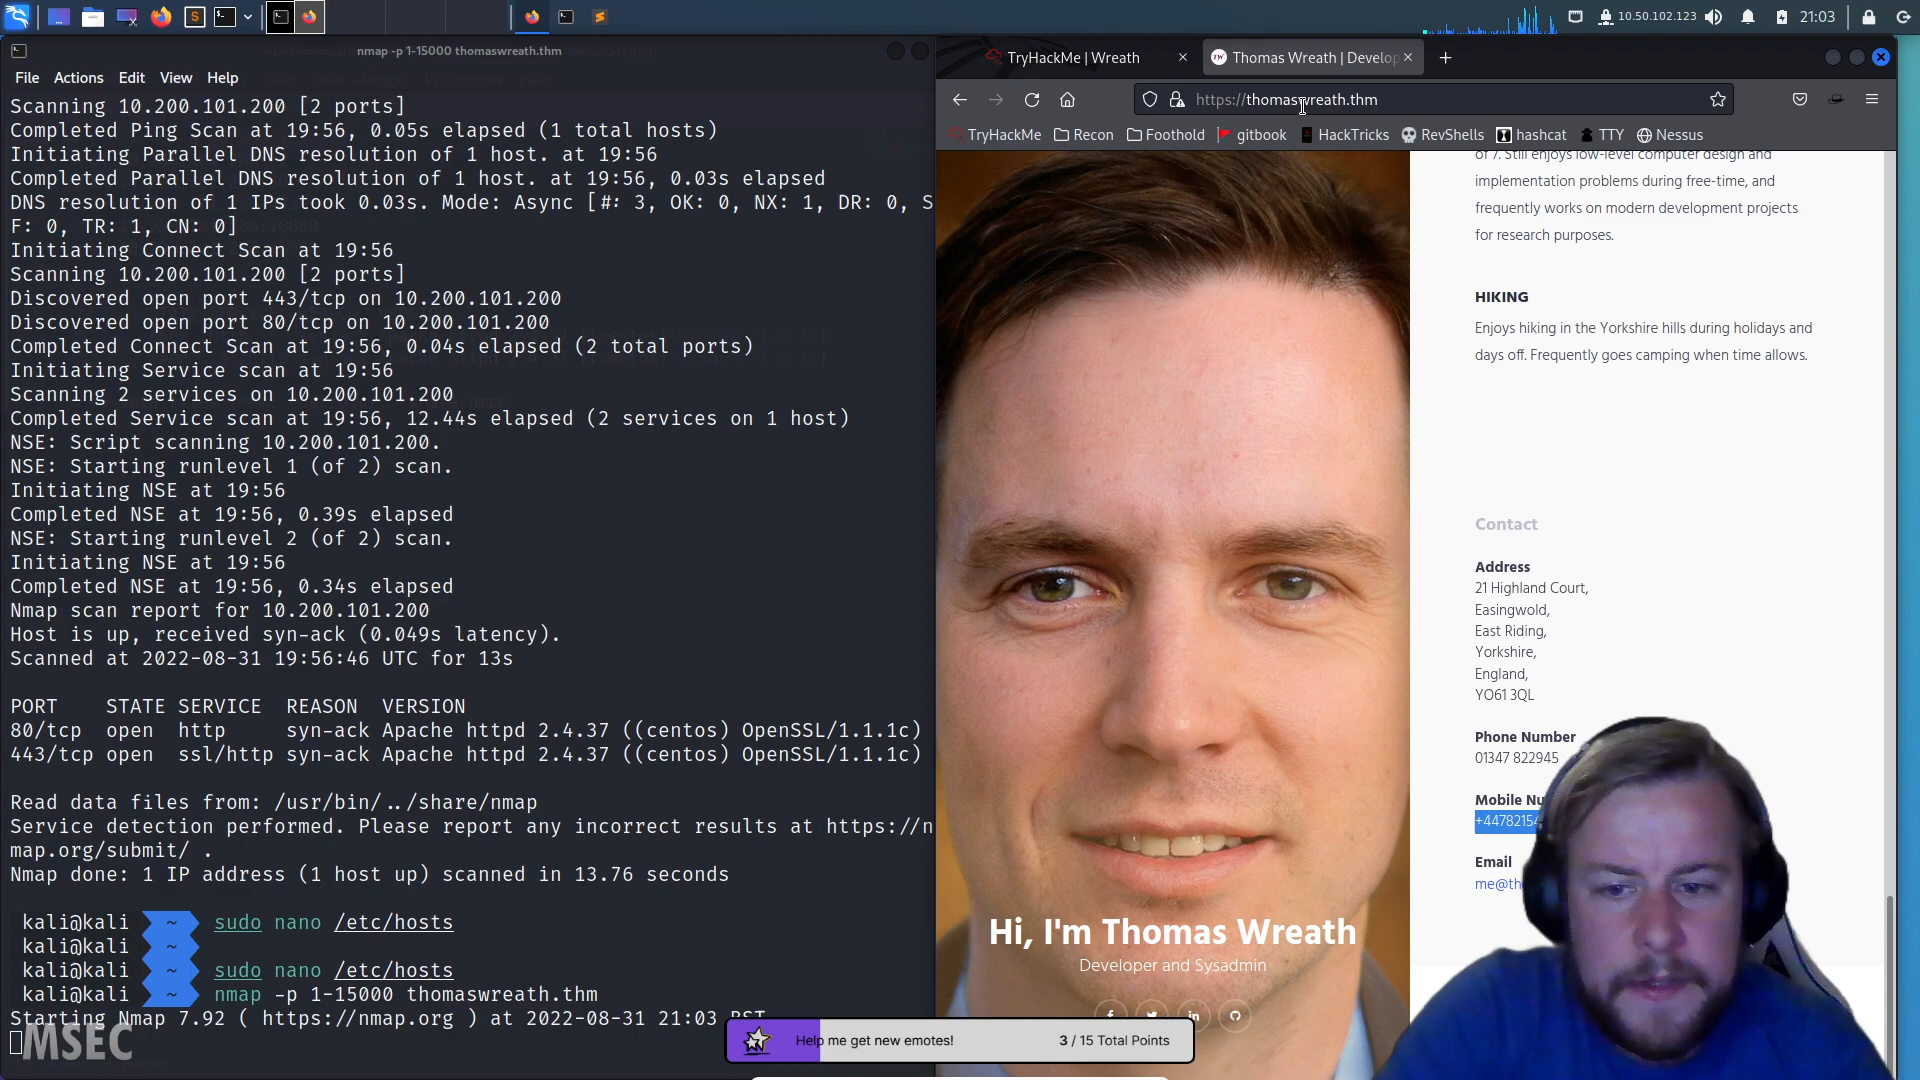 10.50.102.123
21:03
nmap -p 1-15000 thomaswreath.thm
File Actions Edit View Help
Scanning 10.200.101.200 [2 ports]
Completed Ping Scan at 19:56, 0.05s elapsed (1 total hosts)
Initiating Parallel DNS resolution of 1 host. at 19:56
Completed Parallel DNS resolution of 1 host. at 19:56, 0.03s elapsed
DNS resolution of 1 IPs took 0.03s. Mode: Async [#: 3, OK: 0, NX: 1, DR: 0, S
F: 0, TR: 1, CN: 0]
Initiating Connect Scan at 19:56
Scanning 10.200.101.200 [2 ports]
Discovered open port 443/tcp on 10.200.101.200
Discovered open port 80/tcp on 10.200.101.200
Completed Connect Scan at 19:56, 0.04s elapsed (2 total ports)
Initiating Service scan at 19:56
Scanning 2 services on 10.200.101.200
Completed Service scan at 19:56, 12.44s elapsed (2 services on 1 host)
NSE: Script scanning 10.200.101.200.
NSE: Starting runlevel 1 (of 2) scan.
Initiating NSE at 19:56
Completed NSE at 19:56, 0.39s elapsed
NSE: Starting runlevel 2 (of 2) scan.
Initiating NSE at 19:56
Completed NSE at 19:56, 0.34s elapsed
Nmap scan report for 10.200.101.200
Host is up, received syn-ack (0.049s latency).
Scanned at 2022-08-31 19:56:46 UTC for 13s
PORT STATE SERVICE REASON VERSION
80/tcp open http syn-ack Apache httpd 2.4.37 ((centos) OpenSSL/1.1.1c)
443/tcp open ssl/http syn-ack Apache httpd 2.4.37 ((centos) OpenSSL/1.1.1c)
Read data files from: /usr/bin/../share/nmap
Service detection performed. Please report any incorrect results at https://n
map.org/submit/ .
Nmap done: 1 IP address (1 host up) scanned in 13.76 seconds
kali@kali ~ sudo nano /etc/hosts
kali@kali ~
kali@kali ~ sudo nano /etc/hosts
kali@kali ~ nmap -p 1-15000 thomaswreath.thm
Starting Nmap 7.92 ( https://nmap.org ) at 2022-08-31 21:03 BST
MSEC
TryHackMe | Wreath
Thomas Wreath | Develop
https://thomaswreath.thm
TryHackMe Recon Foothold gitbook HackTricks RevShells hashcat TTY Nessus
of 7. Still enjoys low-level computer design and
implementation problems during free-time, and
frequently works on modern development projects
for research purposes.
HIKING
Enjoys hiking in the Yorkshire hills during holidays and
days off. Frequently goes camping when time allows.
Contact
Address
21 Highland Court,
Easingwold,
East Riding,
Yorkshire,
England,
YO61 3QL
Phone Number
01347 822945
Mobile Nu
+44782154
Email
me@th
Hi, I'm Thomas Wreath
Developer and Sysadmin
Help me get new emotes!
3 / 15 Total Points